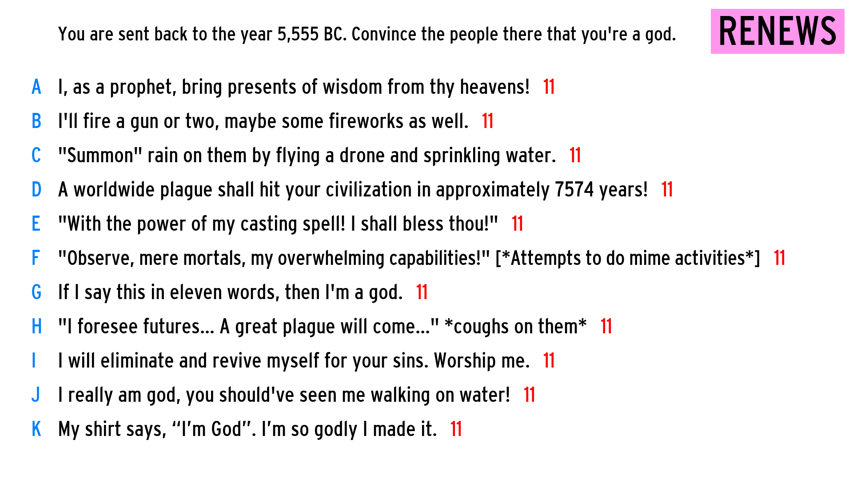 You are sent back to the year 5,555 BC. Convince the people there that you're a god.
RENEWS
A I, as a prophet, bring presents of wisdom from thy heavens! 11
B I'll fire a gun or two, maybe some fireworks as well. 11
C "Summon" rain on them by flying a drone and sprinkling water. 11
D A worldwide plague shall hit your civilization in approximately 7574 years! 11
E "With the power of my casting spell! I shall bless thou!" 11
F "Observe, mere mortals, my overwhelming capabilities!" [*Attempts to do mime activities*] 11
G If I say this in eleven words, then I'm a god. 11
H "I foresee futures... A great plague will come..." *coughs on them* 11
I I will eliminate and revive myself for your sins. Worship me. 11
J I really am god, you should've seen me walking on water! 11
K My shirt says, “I’m God”. I’m so godly I made it. 11